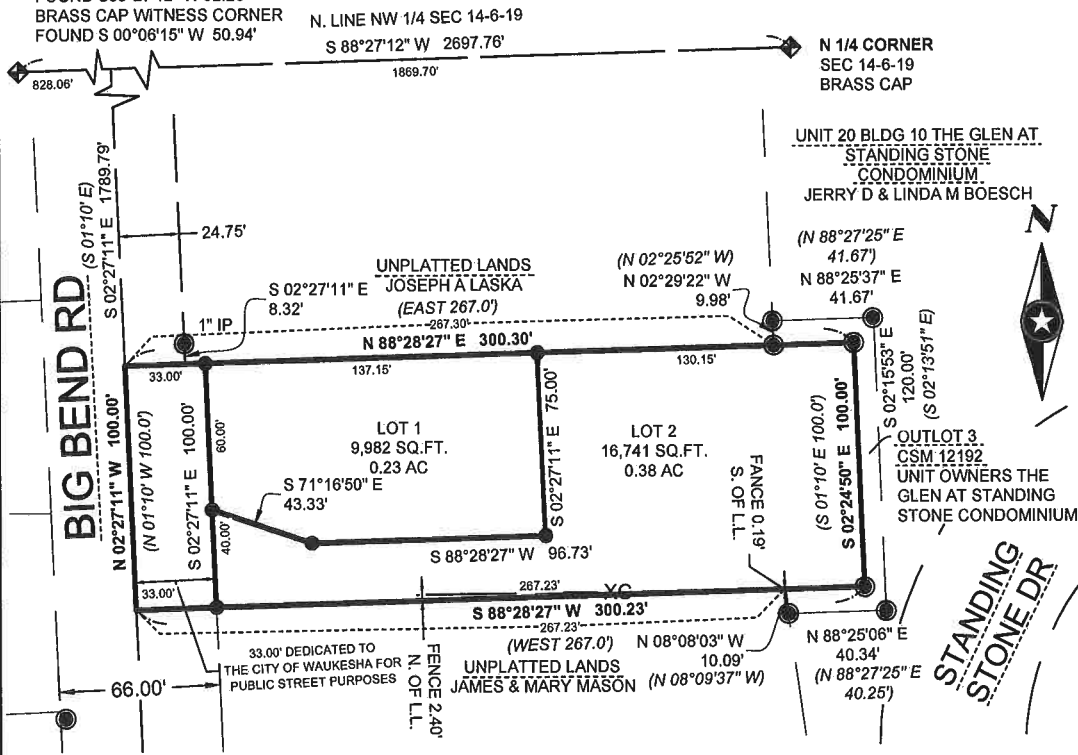 BRASS CAP WITNESS CORNER
FOUND S 00°06'15" W 50.94'
N. LINE NW 1/4 SEC 14-6-19
S 88°27'12" W 2697.76'
828.06'
1869.70'
N 1/4 CORNER
SEC 14-6-19
BRASS CAP
UNIT 20 BLDG 10 THE GLEN AT
STANDING STONE
CONDOMINIUM
JERRY D & LINDA M BOESCH
(S 01°10' E)
S 02°27'11" E 1789.79'
24.75'
BIG BEND RD
S 02°27'11" E
8.32'
1" IP
UNPLATTED LANDS
JOSEPH A LASKA
(EAST 267.0')
267.30'
N 88°28'27" E 300.30'
(N 02°25'52" W)
N 02°29'22" W
9.98'
(N 88°27'25" E
41.67')
N 88°25'37" E
41.67'
N
33.00'
137.15'
130.15'
N 02°27'11" W 100.00'
(N 01°10' W 100.0')
S 02°27'11" E 100.00'
60.00'
40.00'
LOT 1
9,982 SQ.FT.
0.23 AC
S 71°16'50" E
43.33'
S 02°27'11" E 75.00'
S 88°28'27" W 96.73'
LOT 2
16,741 SQ.FT.
0.38 AC
FANCE 0.19'
S. OF L.L.
(S 01°10' E 100.0')
S 02°24'50" E 100.00'
S 02°15'53" E
120.00'
(S 02°13'51" E)
OUTLOT 3
CSM 12192
UNIT OWNERS THE
GLEN AT STANDING
STONE CONDOMINIUM
33.00'
267.23'
S 88°28'27" W 300.23'
267.23'
(WEST 267.0')
UNPLATTED LANDS
JAMES & MARY MASON
33.00' DEDICATED TO
THE CITY OF WAUKESHA FOR
PUBLIC STREET PURPOSES
66.00'
FENCE 2.40'
N. OF L.L.
N 08°08'03" W
10.09'
(N 08°09'37" W)
N 88°25'06" E
40.34'
(N 88°27'25" E
40.25')
STANDING
STONE DR